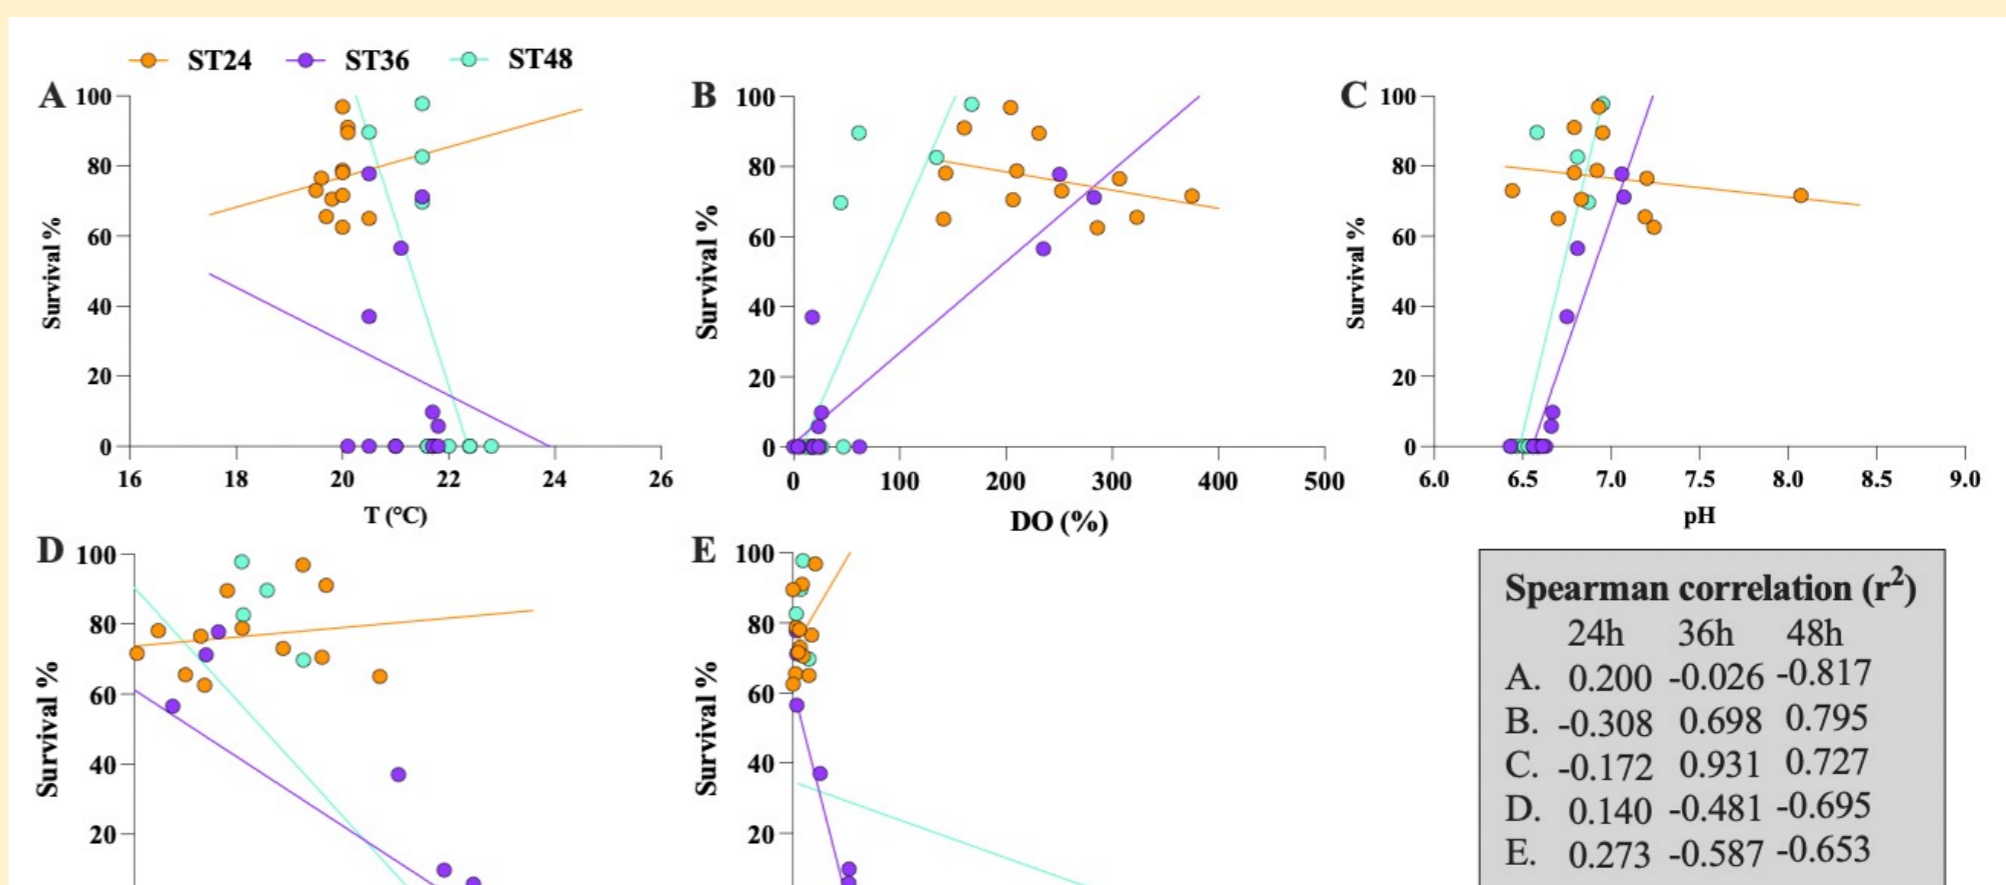 ST24 ST36 ST48
A
100
80
60
40
20
0
Survival %
16 18 20 22 24 26
T (°C)
B
100
80
60
40
20
0
Survival %
0 100 200 300 400 500
DO (%)
C
100
80
60
40
20
0
Survival %
6.0 6.5 7.0 7.5 8.0 8.5 9.0
pH
D
100
80
60
40
20
Survival %
E
100
80
60
40
20
Survival %
Spearman correlation (r²)
24h 36h 48h
A. 0.200 -0.026 -0.817
B. -0.308 0.698 0.795
C. -0.172 0.931 0.727
D. 0.140 -0.481 -0.695
E. 0.273 -0.587 -0.653